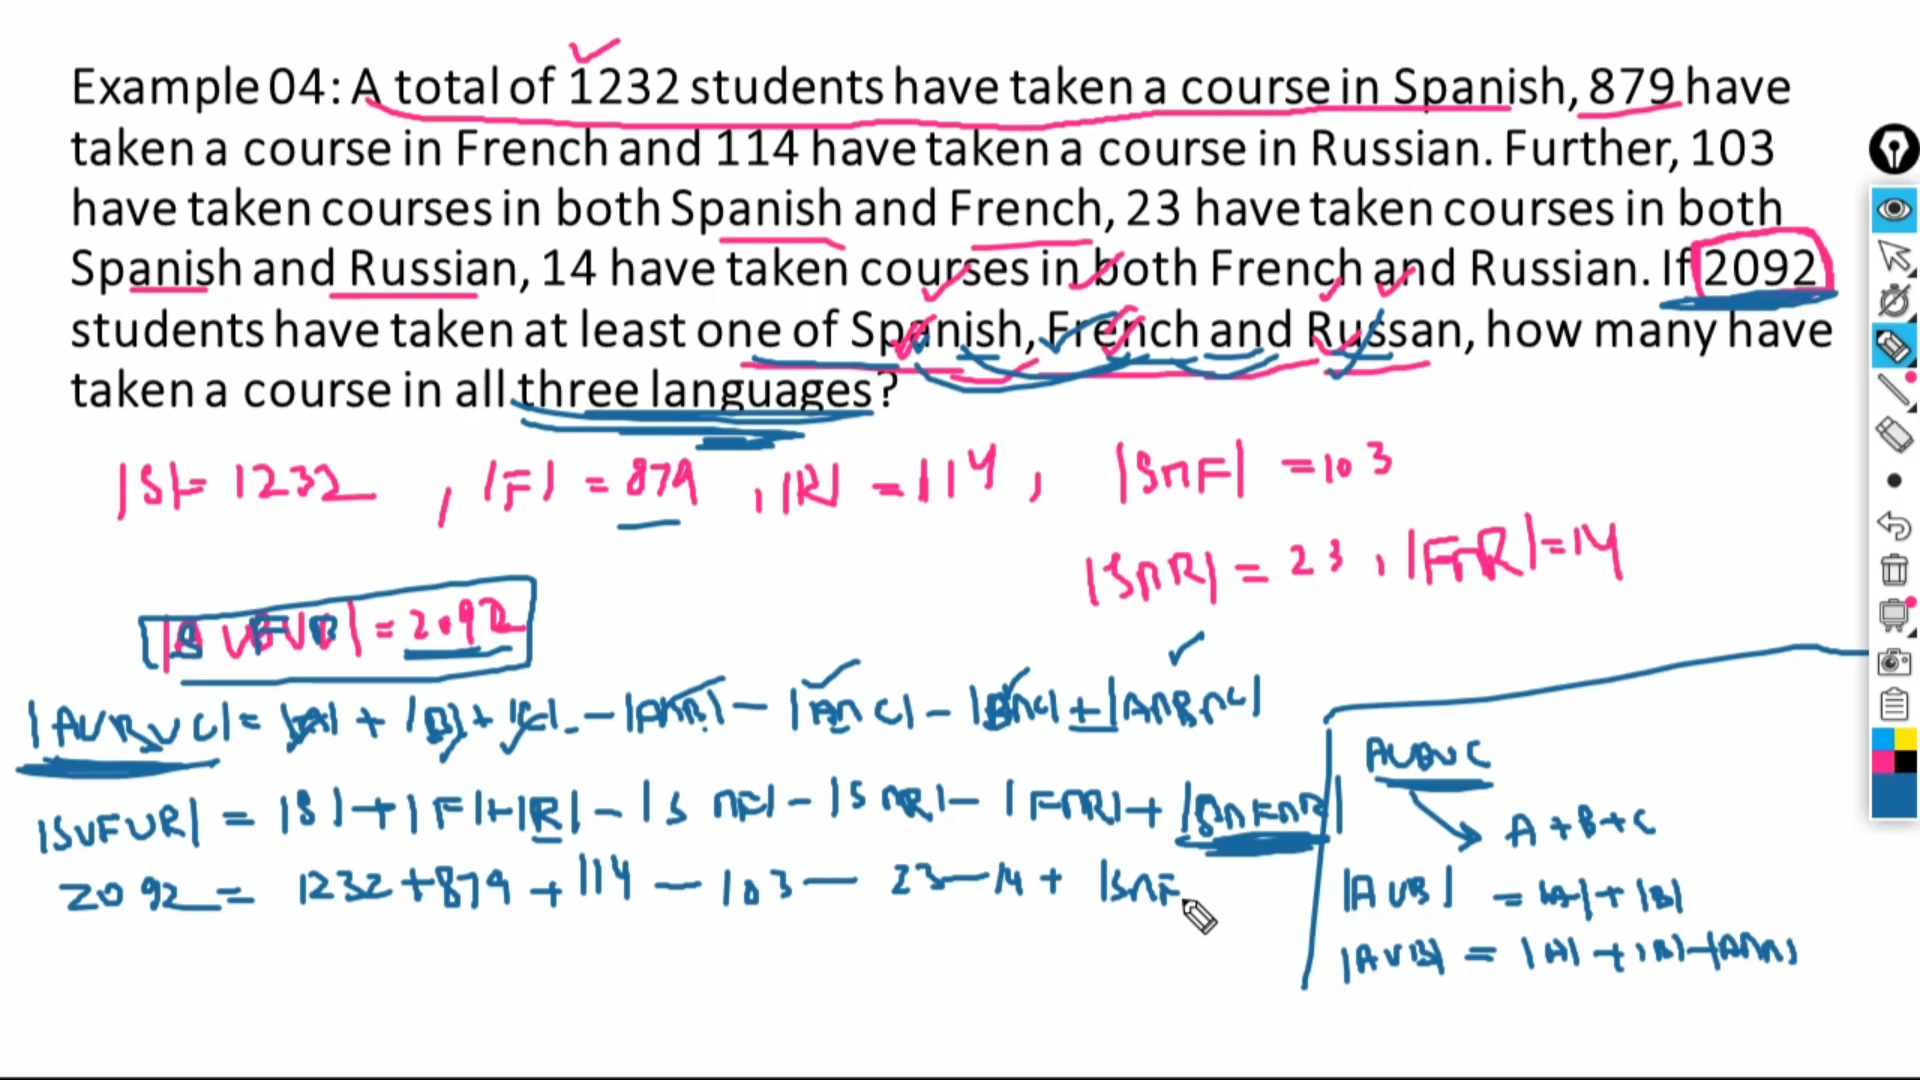 Example 04: A total of 1232 students have taken a course in Spanish, 879 have
taken a course in French and 114 have taken a course in Russian. Further, 103
have taken courses in both Spanish and French, 23 have taken courses in both
Spanish and Russian, 14 have taken courses in both French and Russian. If 2092
students have taken at least one of Spanish, French and Russan, how many have
taken a course in all three languages?
|S|= 1232 , |F| = 879 , |R| = 114 , |S∩F| = 103
|S∩R| = 23 , |F∩R|=14
= 2092
|A∪B∪C|= |A| + |B|+ |C| - |A∩B| - |A∩C| - |B∩C| + |A∩B∩C|
A∪B∪C
|S∪F∪R| = |S|+|F|+|R| - |S∩F| - |S∩R| - |F∩R| + |S∩F∩R|
A+B+C
2092 = 1232+879+114 - 103 - 23-14 + |S∩F
|A∪B| = |A|+|B|
|A∪B| = |A|+|B|-|A∩B|